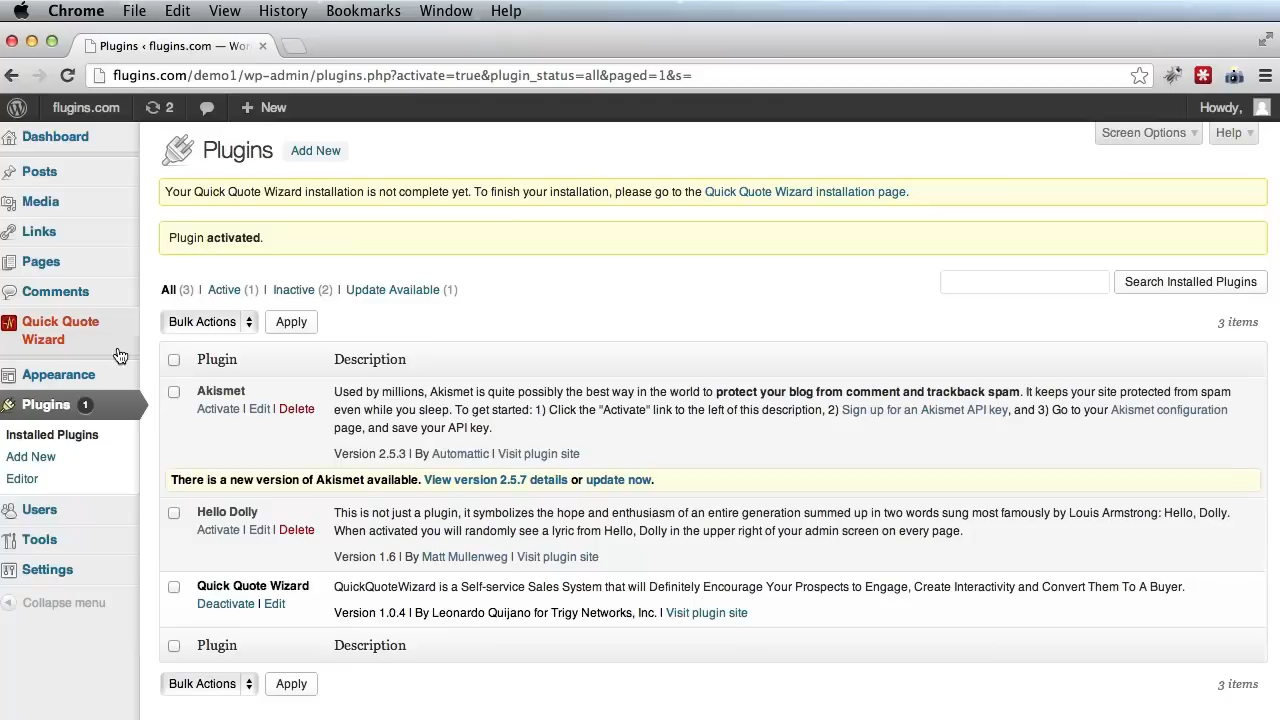 Chrome File Edit View History Bookmarks Window Help
Plugins ‹ flugins.com — Wor
flugins.com/demo1/wp-admin/plugins.php?activate=true&plugin_status=all&paged=1&s=
flugins.com 2 New Howdy,
Screen Options Help
Dashboard
Posts
Media
Links
Pages
Comments
Quick Quote
Wizard
Appearance
Plugins 1
Installed Plugins
Add New
Editor
Users
Tools
Settings
Collapse menu
Plugins Add New
Your Quick Quote Wizard installation is not complete yet. To finish your installation, please go to the Quick Quote Wizard installation page.
Plugin activated.
All (3) | Active (1) | Inactive (2) | Update Available (1)
Search Installed Plugins
Bulk Actions Apply 3 items
Plugin Description
Akismet
Activate | Edit | Delete
Used by millions, Akismet is quite possibly the best way in the world to protect your blog from comment and trackback spam. It keeps your site protected from spam
even while you sleep. To get started: 1) Click the "Activate" link to the left of this description, 2) Sign up for an Akismet API key, and 3) Go to your Akismet configuration
page, and save your API key.
Version 2.5.3 | By Automattic | Visit plugin site
There is a new version of Akismet available. View version 2.5.7 details or update now.
Hello Dolly
Activate | Edit | Delete
This is not just a plugin, it symbolizes the hope and enthusiasm of an entire generation summed up in two words sung most famously by Louis Armstrong: Hello, Dolly.
When activated you will randomly see a lyric from Hello, Dolly in the upper right of your admin screen on every page.
Version 1.6 | By Matt Mullenweg | Visit plugin site
Quick Quote Wizard
Deactivate | Edit
QuickQuoteWizard is a Self-service Sales System that will Definitely Encourage Your Prospects to Engage, Create Interactivity and Convert Them To A Buyer.
Version 1.0.4 | By Leonardo Quijano for Trigy Networks, Inc. | Visit plugin site
Plugin Description
Bulk Actions Apply 3 items